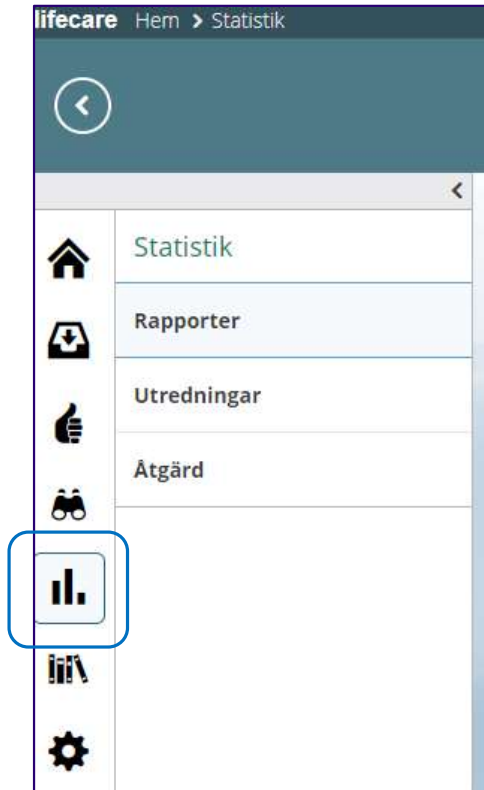 lifecare Hem > Statistik
Statistik
Rapporter
Utredningar
Åtgärd